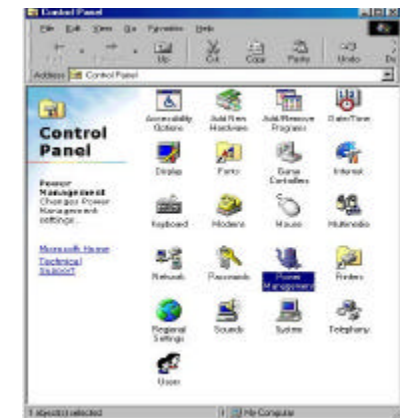 Control Panel
File Edit View Go Favorites Help
Up Cut Copy Paste Undo
Address Control Panel
Control
Panel
Power
Management
Changes Power
Management
settings.
Microsoft Home
Technical
Support
Accessibility
Options
Add New
Hardware
Add/Remove
Programs
Date/Time
Display
Fonts
Game
Controllers
Internet
Keyboard
Modems
Mouse
Multimedia
Network
Passwords
Power
Management
Printers
Regional
Settings
Sounds
System
Telephony
Users
1 object(s) selected
My Computer